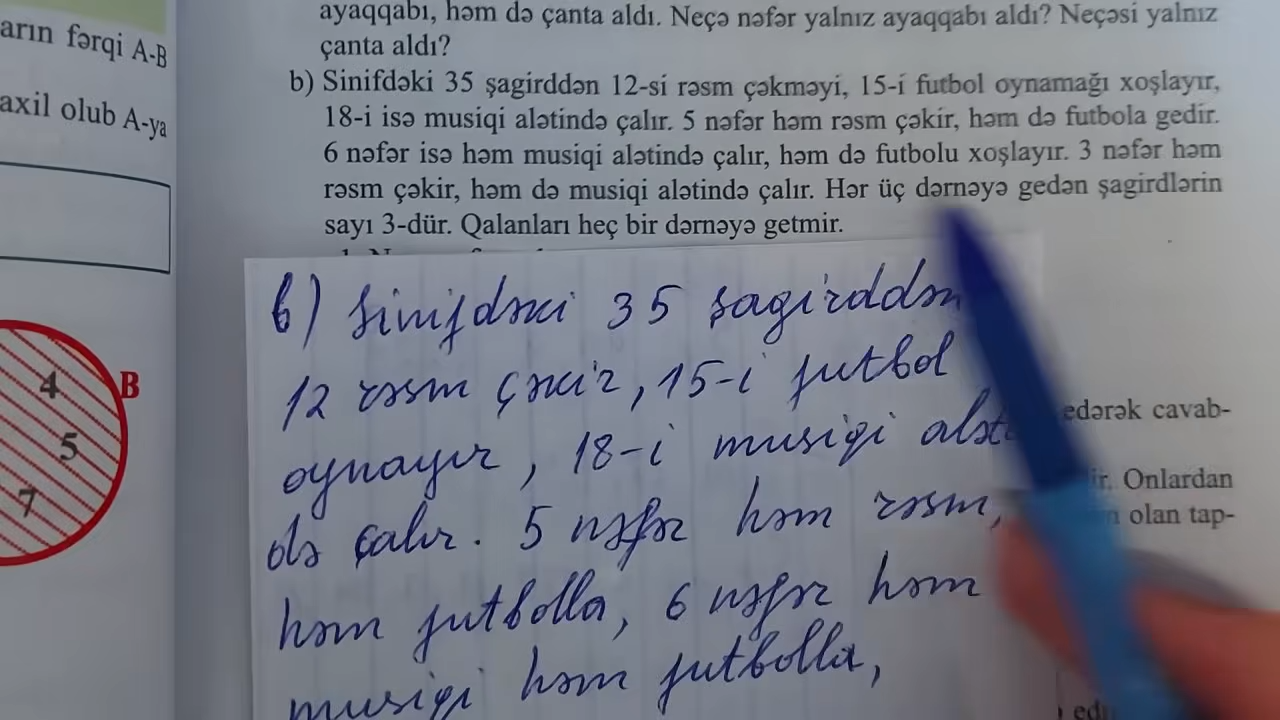 arın fərqi A-B
axil olub A-ya
4
B
5
7
ayaqqabı, həm də çanta aldı. Neçə nəfər yalnız ayaqqabı aldı? Neçəsi yalnız
çanta aldı?
b) Sinifdəki 35 şagirddən 12-si rəsm çəkməyi, 15-i futbol oynamağı xoşlayır,
18-i isə musiqi alətində çalır. 5 nəfər həm rəsm çəkir, həm də futbola gedir.
6 nəfər isə həm musiqi alətində çalır, həm də futbolu xoşlayır. 3 nəfər həm
rəsm çəkir, həm də musiqi alətində çalır. Hər üç dərnəyə gedən şagirdlərin
sayı 3-dür. Qalanları heç bir dərnəyə getmir.
b) Sinifdəki 35 şagirddən
12 rəsm çəkir, 15-i futbol
oynayır, 18-i musiqi alətin
də çalır. 5 nəfər həm rəsm,
həm futbolla, 6 nəfər həm
musiqi həm futbolla,
edərək cavab-
ir. Onlardan
olan tap-